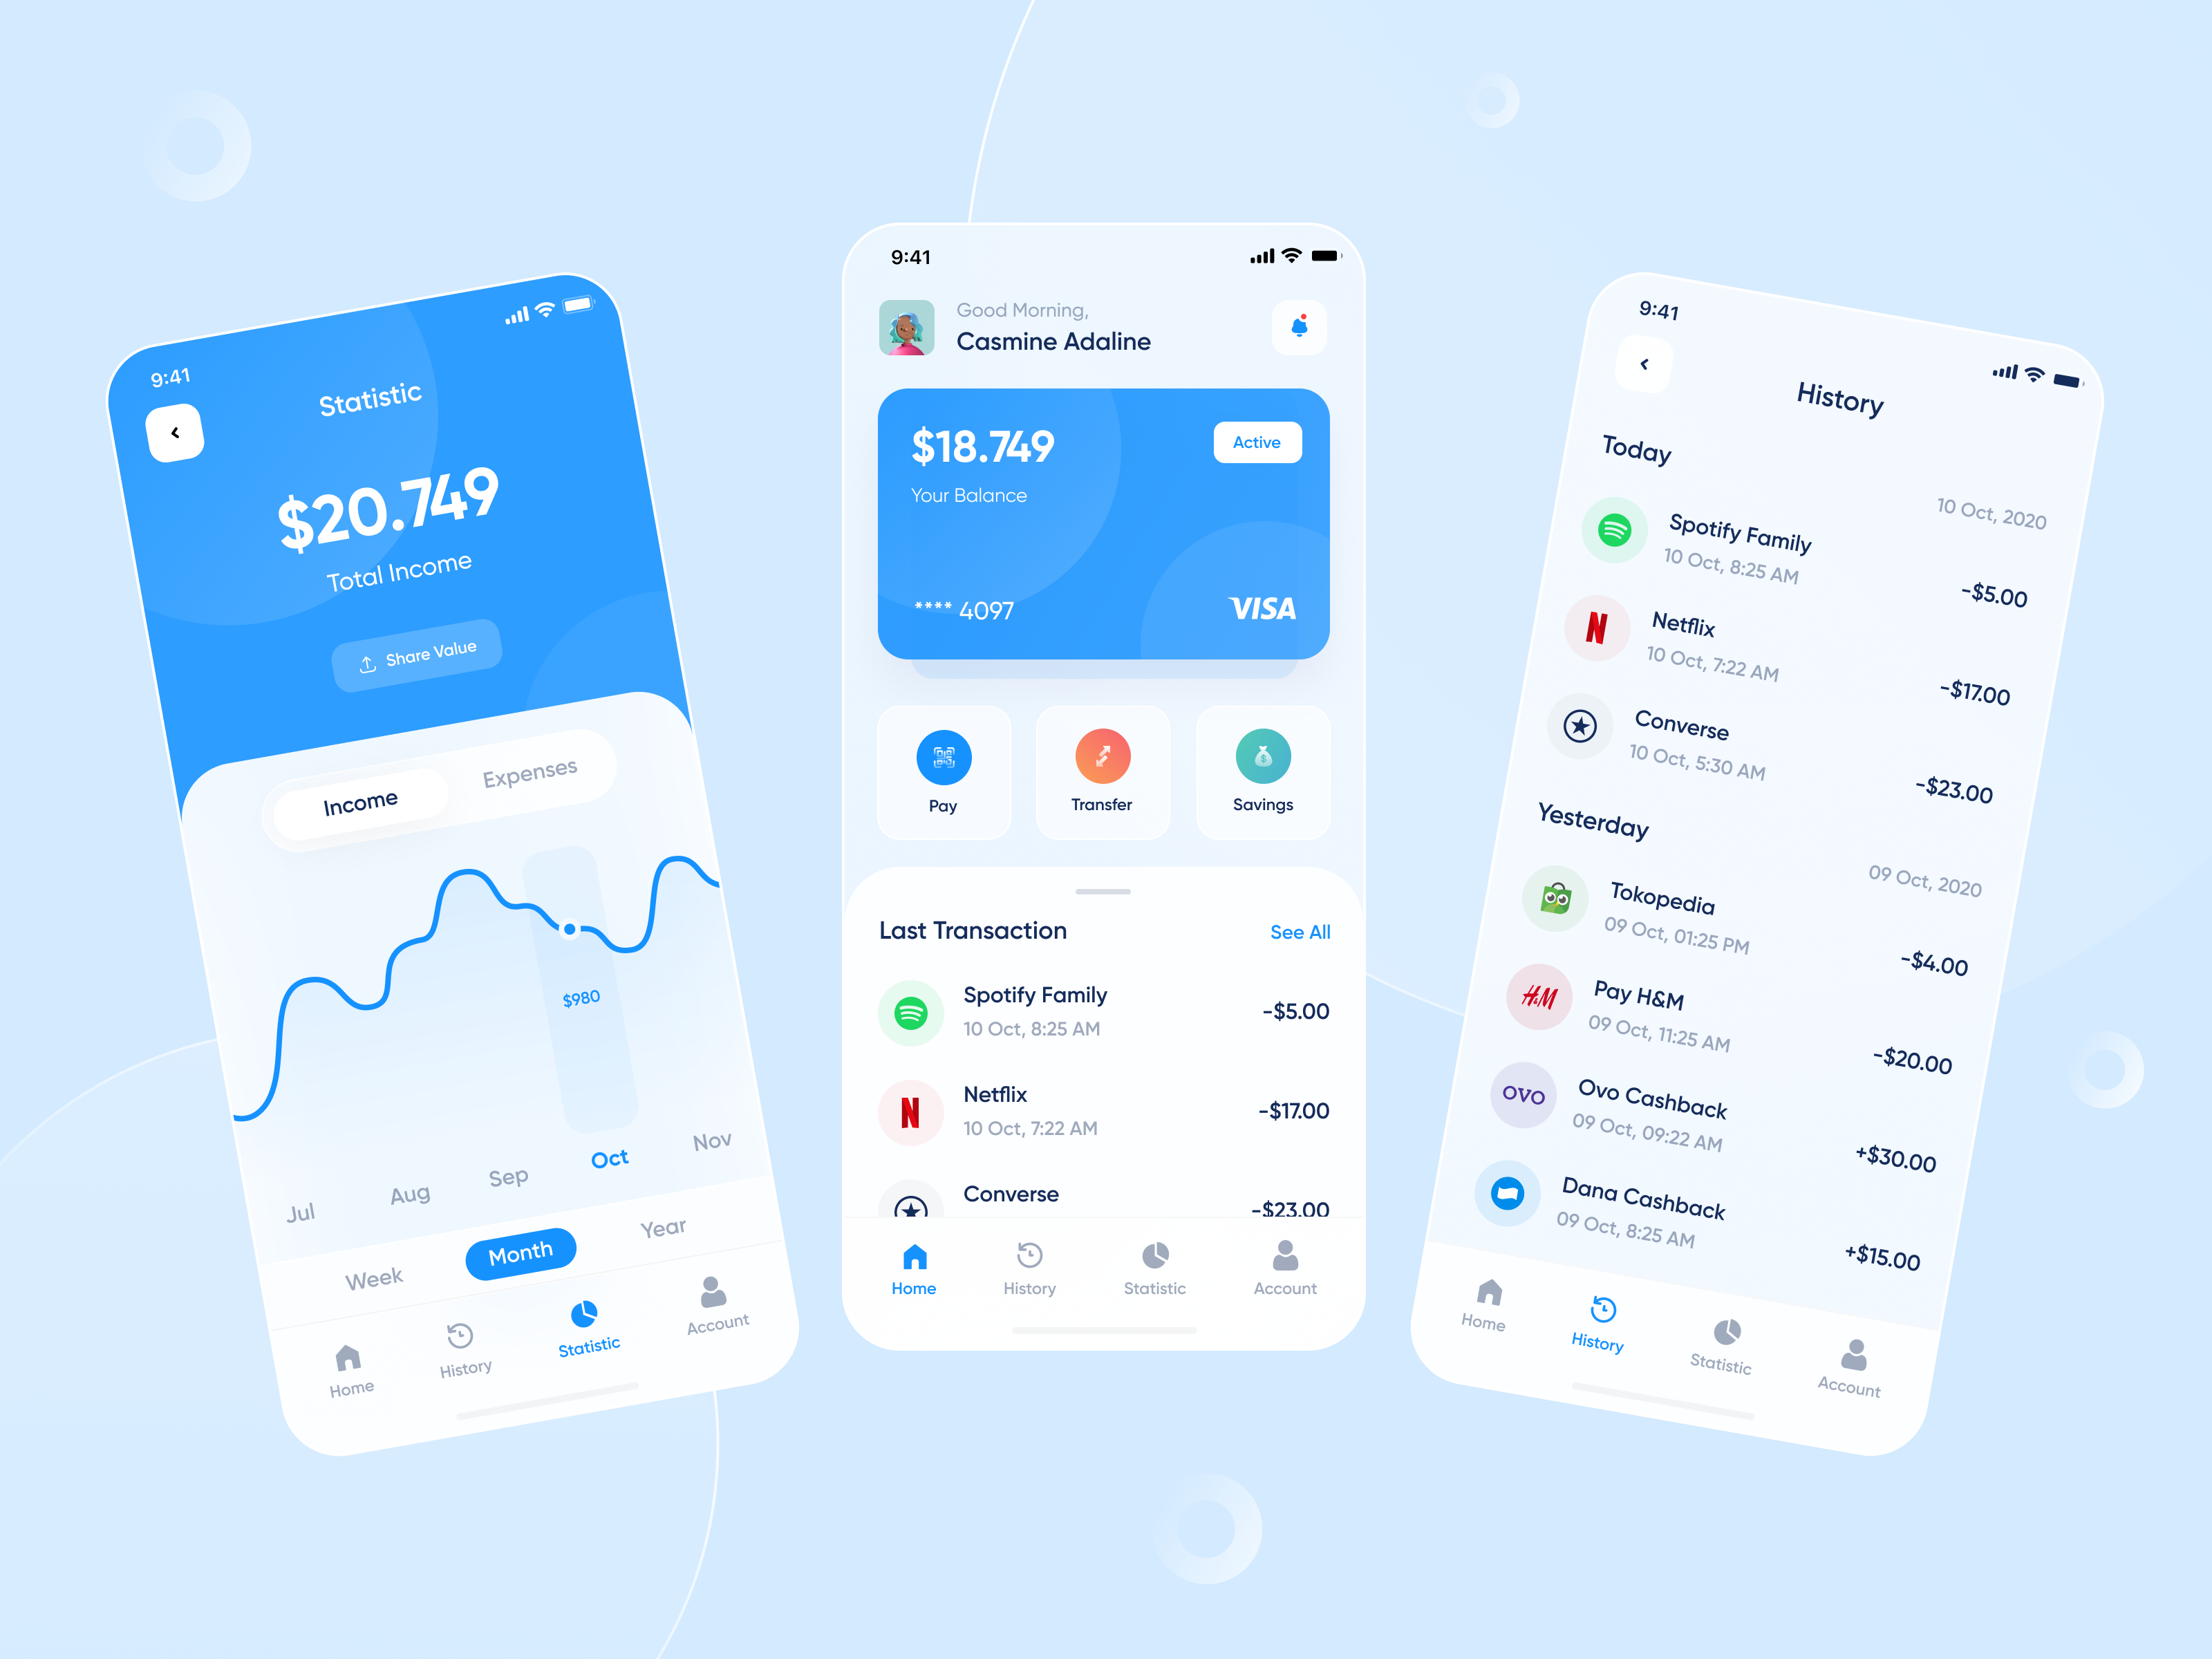 9:41
Statistic
$20.749
Total Income
Share Value
Income
Expenses
$980
Jul
Aug
Sep
Oct
Nov
Week
Month
Year
Home
History
Statistic
Account
9:41
Good Morning,
Casmine Adaline
$18.749
Active
Your Balance
**** 4097
VISA
Pay
Transfer
Savings
Last Transaction
See All
Spotify Family
-$5.00
10 Oct, 8:25 AM
N
Netflix
-$17.00
10 Oct, 7:22 AM
Converse
-$23.00
Home
History
Statistic
Account
9:41
History
Today
10 Oct, 2020
Spotify Family
10 Oct, 8:25 AM
-$5.00
N
Netflix
10 Oct, 7:22 AM
-$17.00
Converse
10 Oct, 5:30 AM
-$23.00
Yesterday
09 Oct, 2020
Tokopedia
09 Oct, 01:25 PM
-$4.00
H&M
Pay H&M
09 Oct, 11:25 AM
-$20.00
OVO
Ovo Cashback
09 Oct, 09:22 AM
+$30.00
Dana Cashback
09 Oct, 8:25 AM
+$15.00
Home
History
Statistic
Account